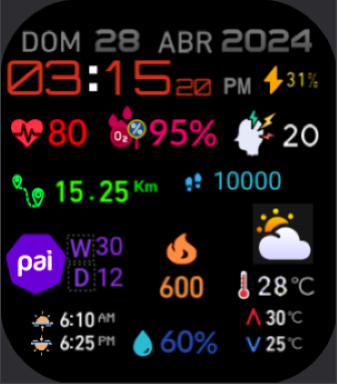 DOM 28 ABR 2024
03:15 20 PM 31%
80 O₂ % 95% 20
15.25 Km 10000
pai W 30
D 12
600 28°C
6:10 AM 30°C
6:25 PM 60% 25°C